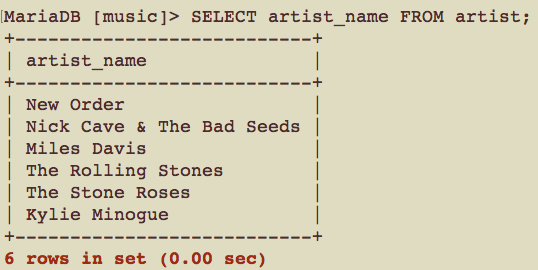 MariaDB [music]> SELECT artist_name FROM artist;
+---------------------------+
| artist_name               |
+---------------------------+
| New Order                 |
| Nick Cave & The Bad Seeds |
| Miles Davis               |
| The Rolling Stones        |
| The Stone Roses           |
| Kylie Minogue             |
+---------------------------+
6 rows in set (0.00 sec)